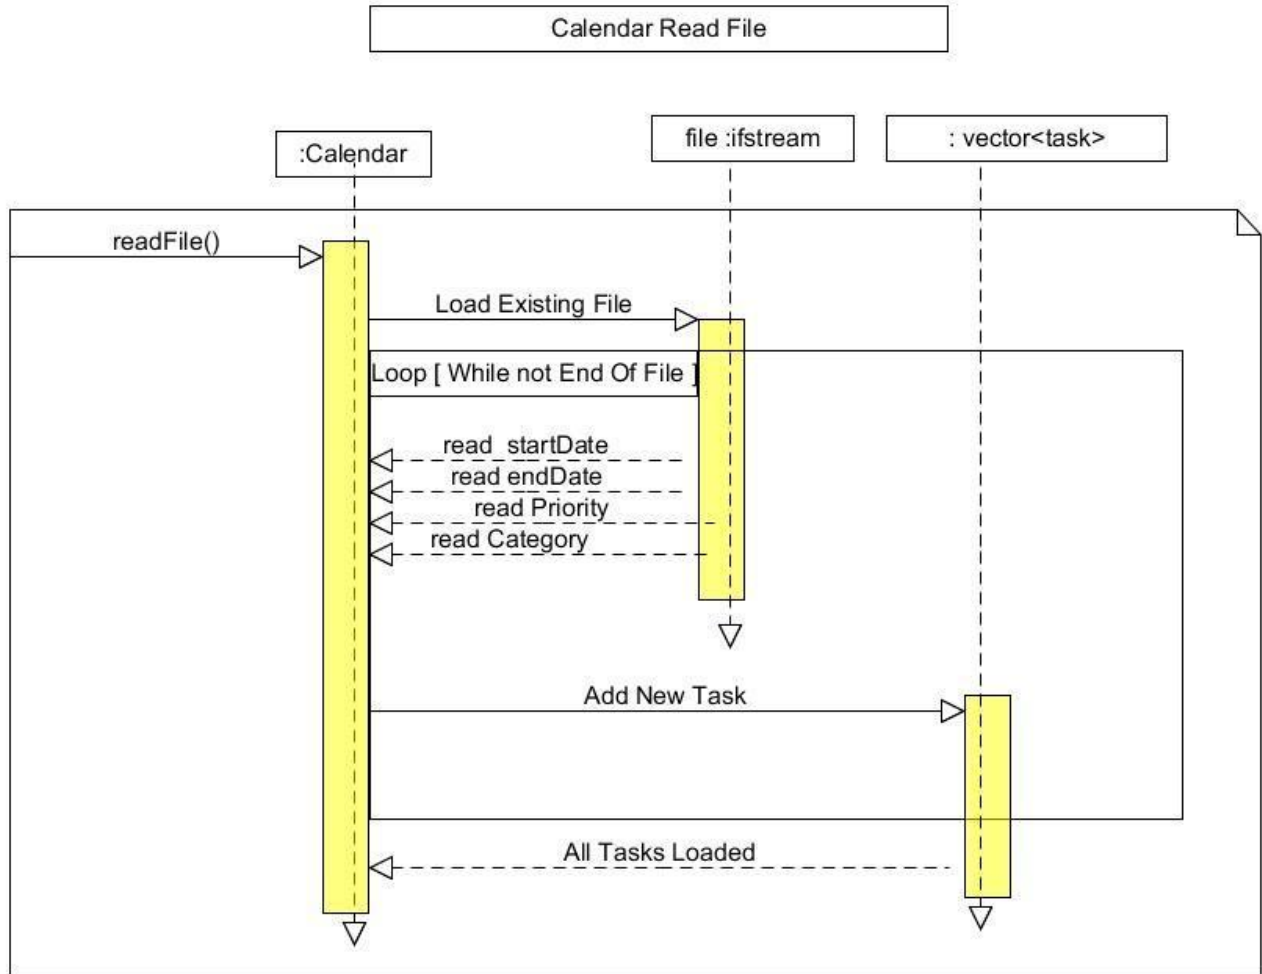 Calendar Read File
:Calendar
file :ifstream
: vector<task>
readFile()
Load Existing File
Loop [ While not End Of File ]
read  startDate
read endDate
read Priority
read Category
Add New Task
All Tasks Loaded